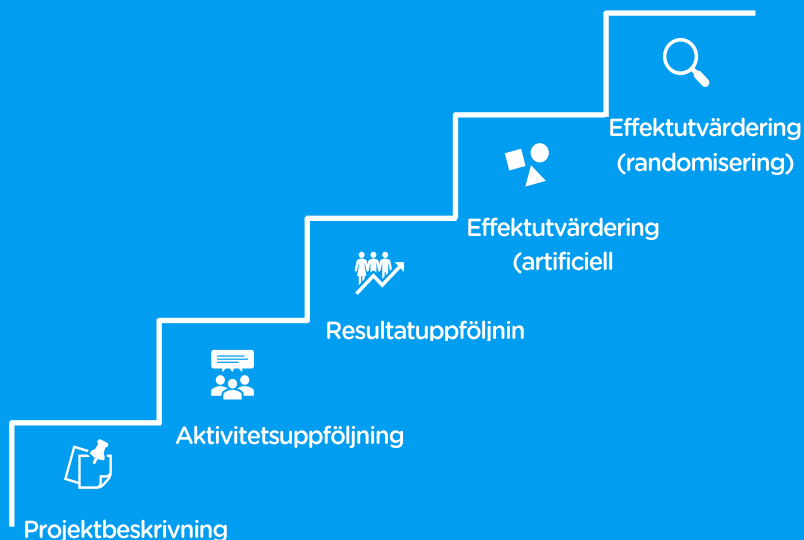 Effektutvärdering
(randomisering)
Effektutvärdering
(artificiell
Resultatuppföljnin
Aktivitetsuppföljning
Projektbeskrivning